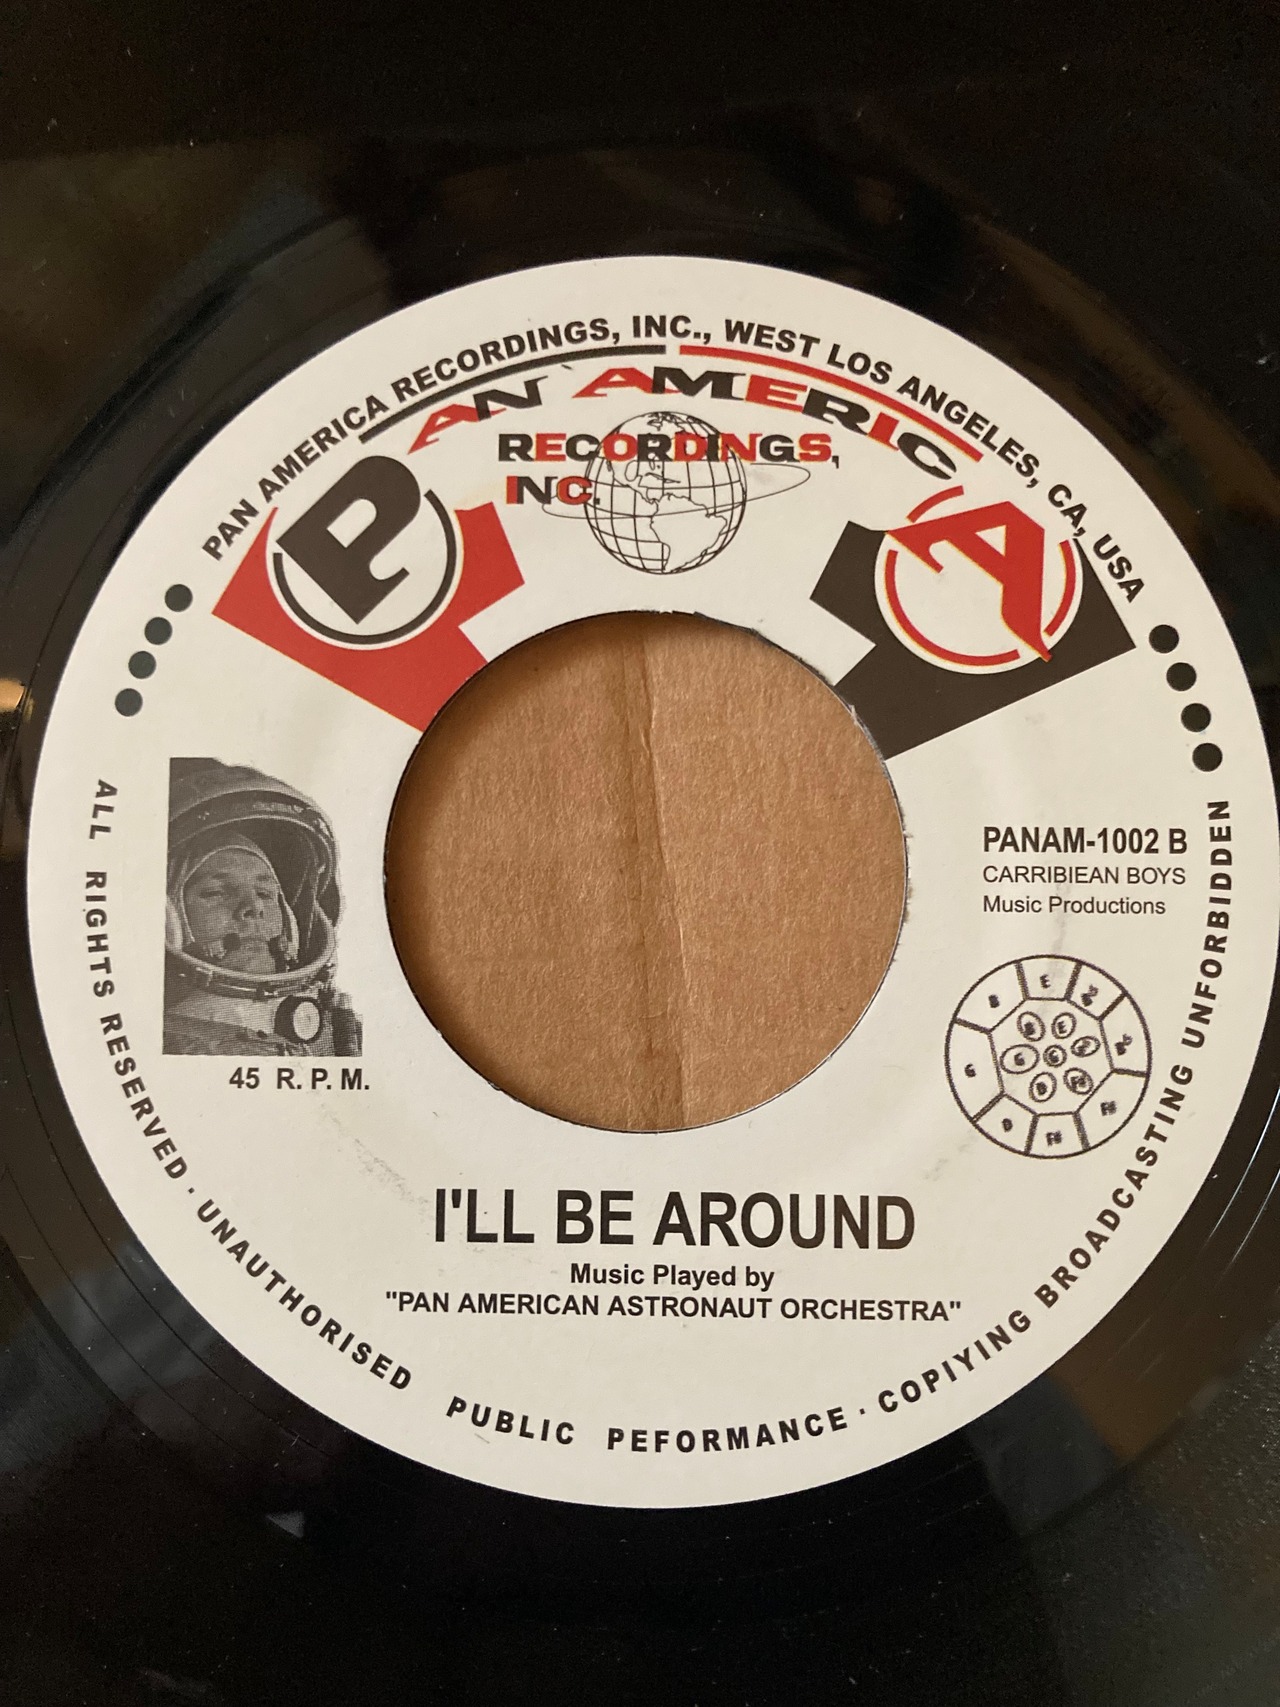 PAN AMERICA RECORDINGS, INC., WEST LOS ANGELES, CA, USA
PAN AMERIC
RECORDINGS,
INC.
P
A
PANAM-1002 B
CARRIBIEAN BOYS
Music Productions
45 R. P. M.
E
B
G
D
F#
F#
B
E
G
C
B
F#
I'LL BE AROUND
Music Played by
"PAN AMERICAN ASTRONAUT ORCHESTRA"
ALL RIGHTS RESERVED · UNAUTHORISED PUBLIC PEFORMANCE · COPIYING BROADCASTING UNFORBIDDEN